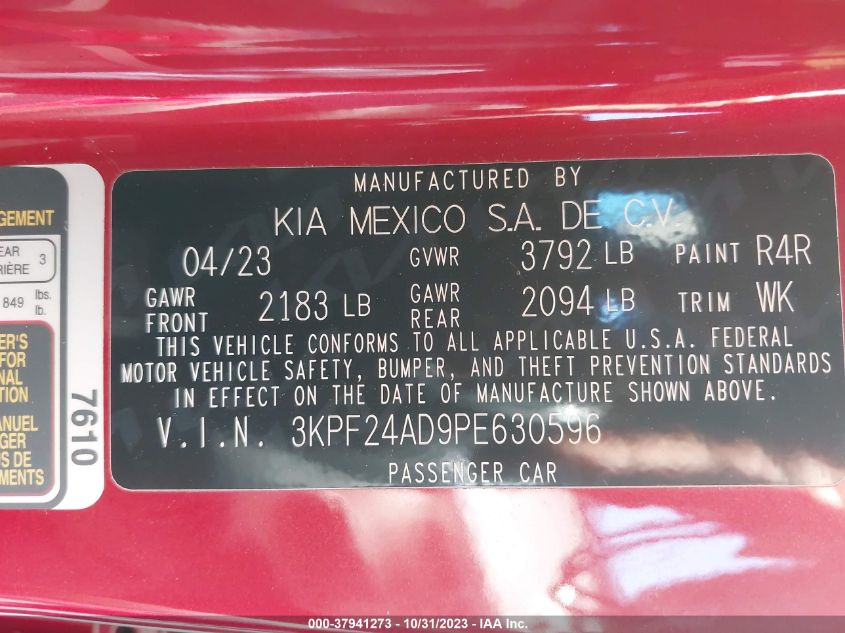 AGEMENT
EAR
RIÈRE 3
849 lbs.
lb.
ER'S
FOR
NAL
TION
ANUEL
GER
US DE
MENTS
7610
MANUFACTURED BY
KIA MEXICO S.A. DE C.V.
04/23 GVWR 3792 LB PAINT R4R
GAWR FRONT 2183 LB GAWR REAR 2094 LB TRIM WK
THIS VEHICLE CONFORMS TO ALL APPLICABLE U.S.A. FEDERAL
MOTOR VEHICLE SAFETY, BUMPER, AND THEFT PREVENTION STANDARDS
IN EFFECT ON THE DATE OF MANUFACTURE SHOWN ABOVE.
V.I.N. 3KPF24AD9PE630596
PASSENGER CAR
000-37941273 - 10/31/2023 - IAA Inc.